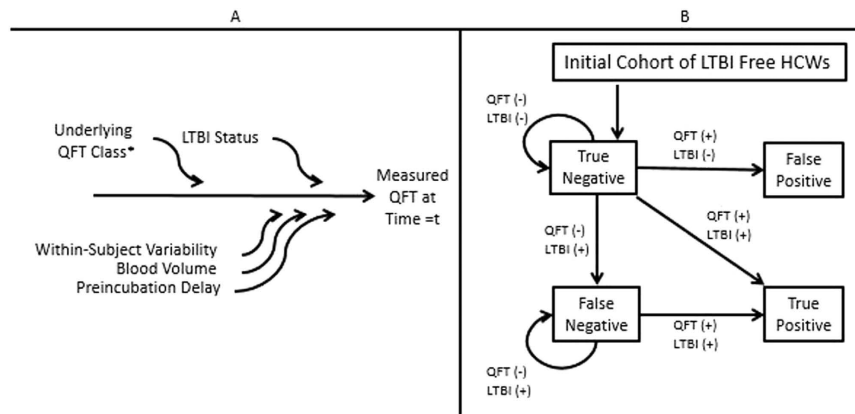 A
Underlying
QFT Class*
LTBI Status
Measured
QFT at
Time =t
Within-Subject Variability
Blood Volume
Preincubation Delay
B
Initial Cohort of LTBI Free HCWs
QFT (-)
LTBI (-)
True
Negative
QFT (+)
LTBI (-)
False
Positive
QFT (-)
LTBI (+)
QFT (+)
LTBI (+)
False
Negative
QFT (+)
LTBI (+)
True
Positive
QFT (-)
LTBI (+)